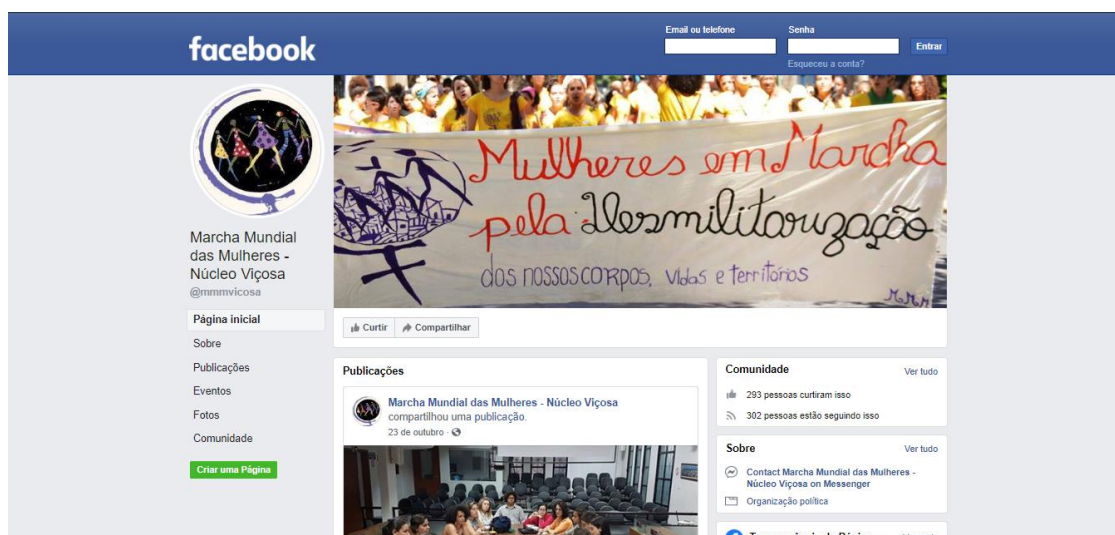 facebook
Email ou telefone
Senha
Entrar
Esqueceu a conta?
Mulheres em Marcha
pela Desmilitarização
dos nossos corpos, vidas e territórios
M.M.M
Marcha Mundial
das Mulheres -
Núcleo Viçosa
@mmmvicosa
Página inicial
Sobre
Publicações
Eventos
Fotos
Comunidade
Criar uma Página
Curtir
Compartilhar
Publicações
Marcha Mundial das Mulheres - Núcleo Viçosa
compartilhou uma publicação.
23 de outubro ·
Comunidade
Ver tudo
293 pessoas curtiram isso
302 pessoas estão seguindo isso
Sobre
Ver tudo
Contact Marcha Mundial das Mulheres -
Núcleo Viçosa on Messenger
Organização política